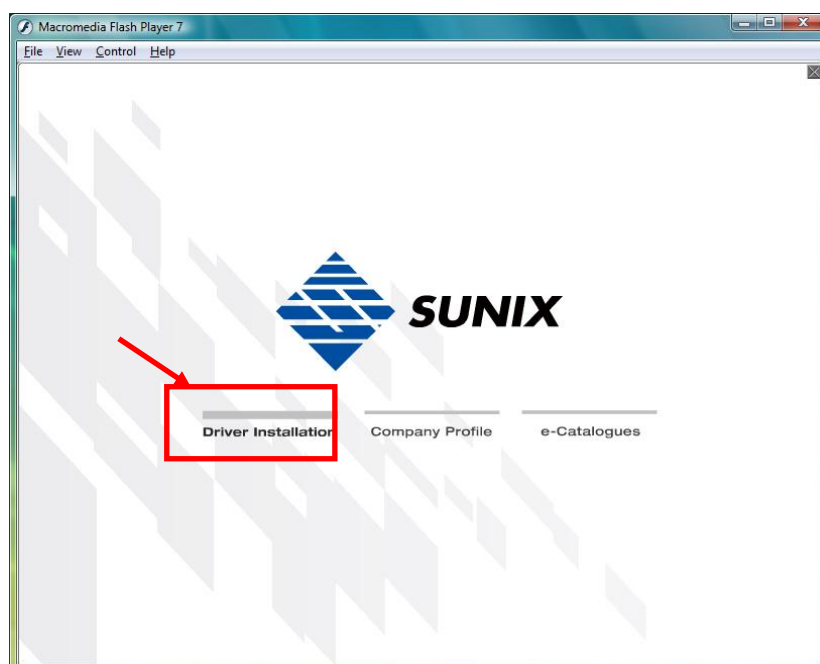 Macromedia Flash Player 7
File View Control Help
SUNIX
Driver Installation Company Profile e-Catalogues